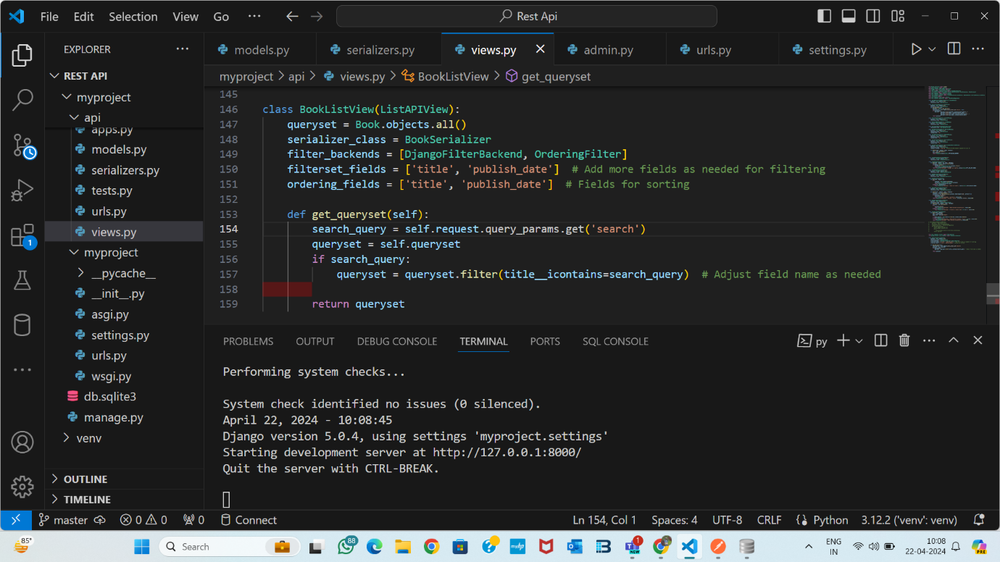 File Edit Selection View Go ··· Rest Api
EXPLORER ···
REST API
myproject
api
apps.py
models.py
serializers.py
tests.py
urls.py
views.py
myproject
__pycache__
__init__.py
asgi.py
settings.py
urls.py
wsgi.py
db.sqlite3
manage.py
venv
OUTLINE
TIMELINE
1
models.py serializers.py views.py admin.py urls.py settings.py ···
myproject > api > views.py > BookListView > get_queryset
145
146 class BookListView(ListAPIView):
147 queryset = Book.objects.all()
148 serializer_class = BookSerializer
149 filter_backends = [DjangoFilterBackend, OrderingFilter]
150 filterset_fields = ['title', 'publish_date'] # Add more fields as needed for filtering
151 ordering_fields = ['title', 'publish_date'] # Fields for sorting
152
153 def get_queryset(self):
154 search_query = self.request.query_params.get('search')
155 queryset = self.queryset
156 if search_query:
157 queryset = queryset.filter(title__icontains=search_query) # Adjust field name as needed
158
159 return queryset
PROBLEMS OUTPUT DEBUG CONSOLE TERMINAL PORTS SQL CONSOLE py ···
Performing system checks...
System check identified no issues (0 silenced).
April 22, 2024 - 10:08:45
Django version 5.0.4, using settings 'myproject.settings'
Starting development server at http://127.0.0.1:8000/
Quit the server with CTRL-BREAK.
master 0 0 0 Connect Ln 154, Col 1 Spaces: 4 UTF-8 CRLF Python 3.12.2 ('venv': venv)
85° Search 88 myhp 1 NEW ENG IN 10:08 22-04-2024 PRE